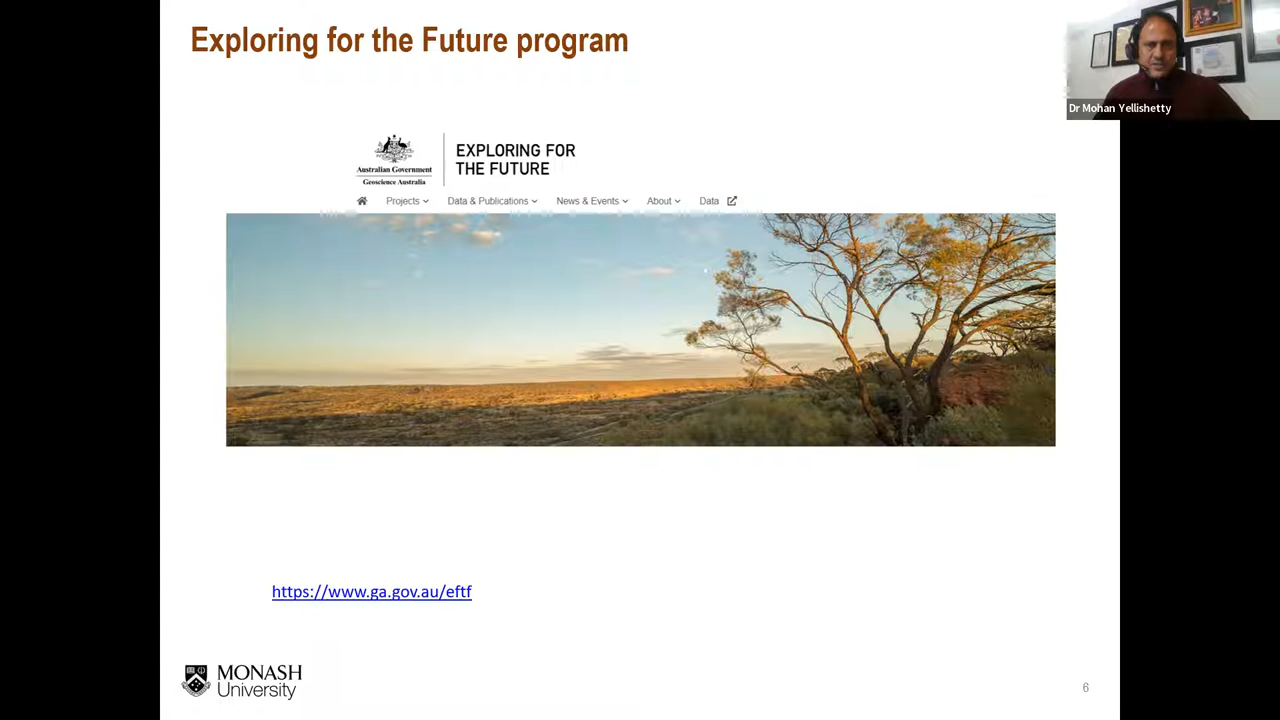 Exploring for the Future program
Dr Mohan Yellishetty
Australian Government
Geoscience Australia
EXPLORING FOR
THE FUTURE
Projects
Data & Publications
News & Events
About
Data
https://www.ga.gov.au/eftf
MONASH
University
6